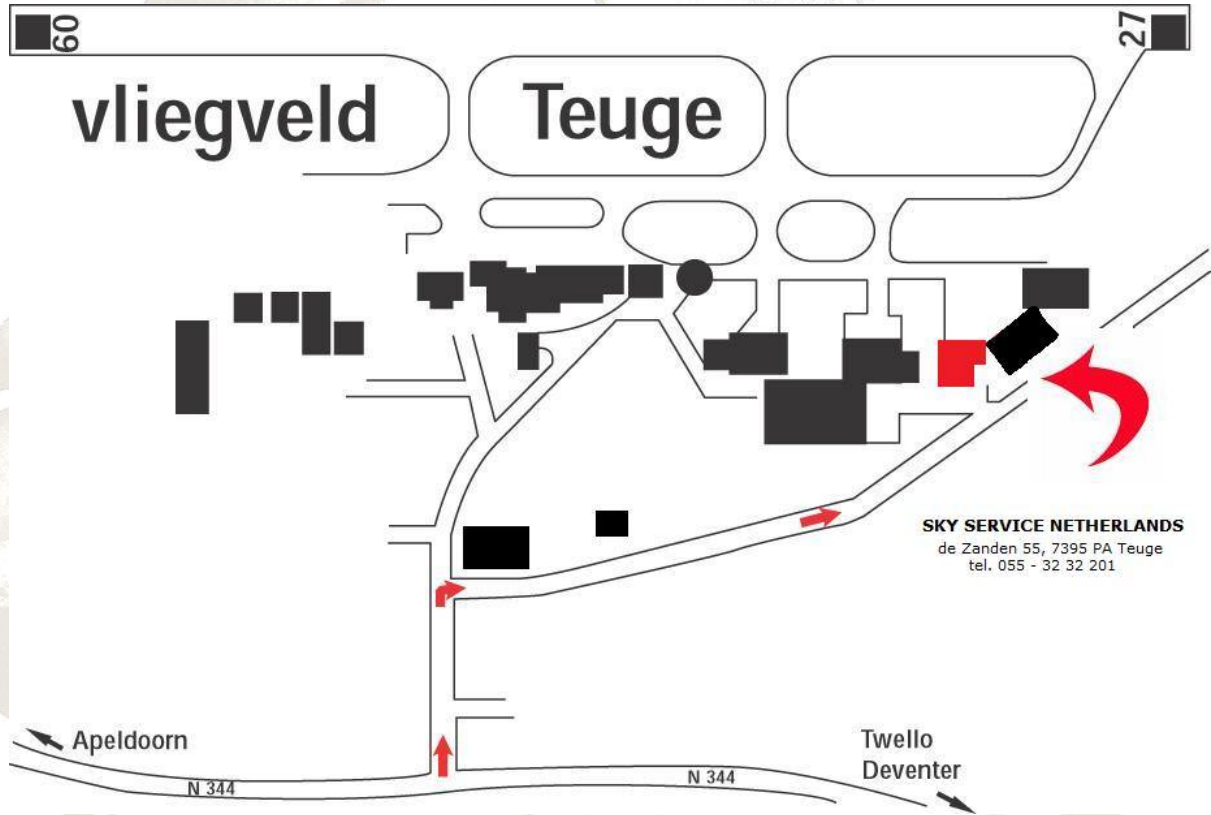 09
27
vliegveld Teuge
SKY SERVICE NETHERLANDS
de Zanden 55, 7395 PA Teuge
tel. 055 - 32 32 201
Apeldoorn
Twello
Deventer
N 344
N 344